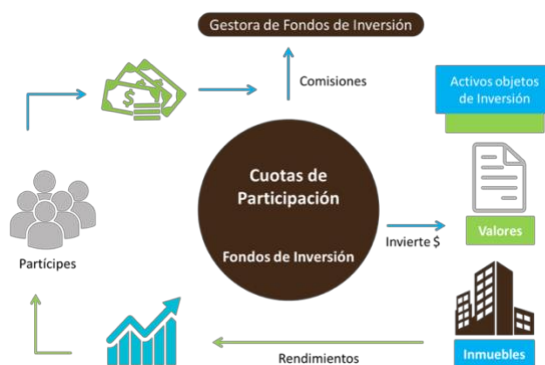 Gestora de Fondos de Inversión
Comisiones
Activos objetos
de Inversión
Cuotas de
Participación
Fondos de Inversión
Invierte $
Valores
Partícipes
Rendimientos
Inmuebles